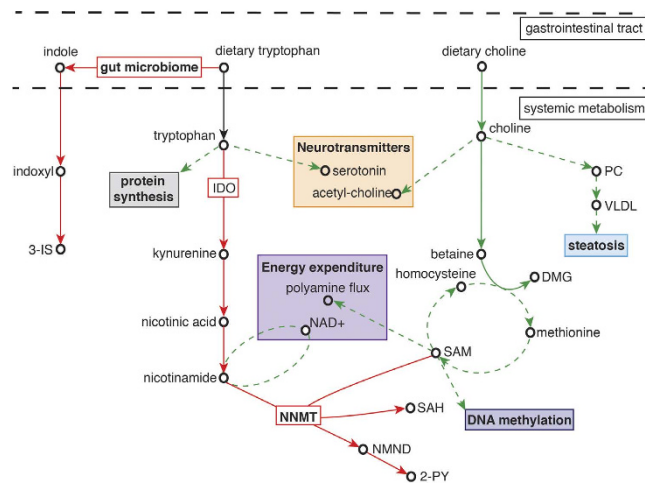 gastrointestinal tract
indole
dietary tryptophan
dietary choline
gut microbiome
systemic metabolism
tryptophan
choline
Neurotransmitters
serotonin
acetyl-choline
indoxyl
protein
synthesis
IDO
PC
VLDL
steatosis
3-IS
kynurenine
betaine
homocysteine
DMG
Energy expenditure
polyamine flux
NAD+
nicotinic acid
methionine
SAM
nicotinamide
NNMT
SAH
DNA methylation
NMND
2-PY